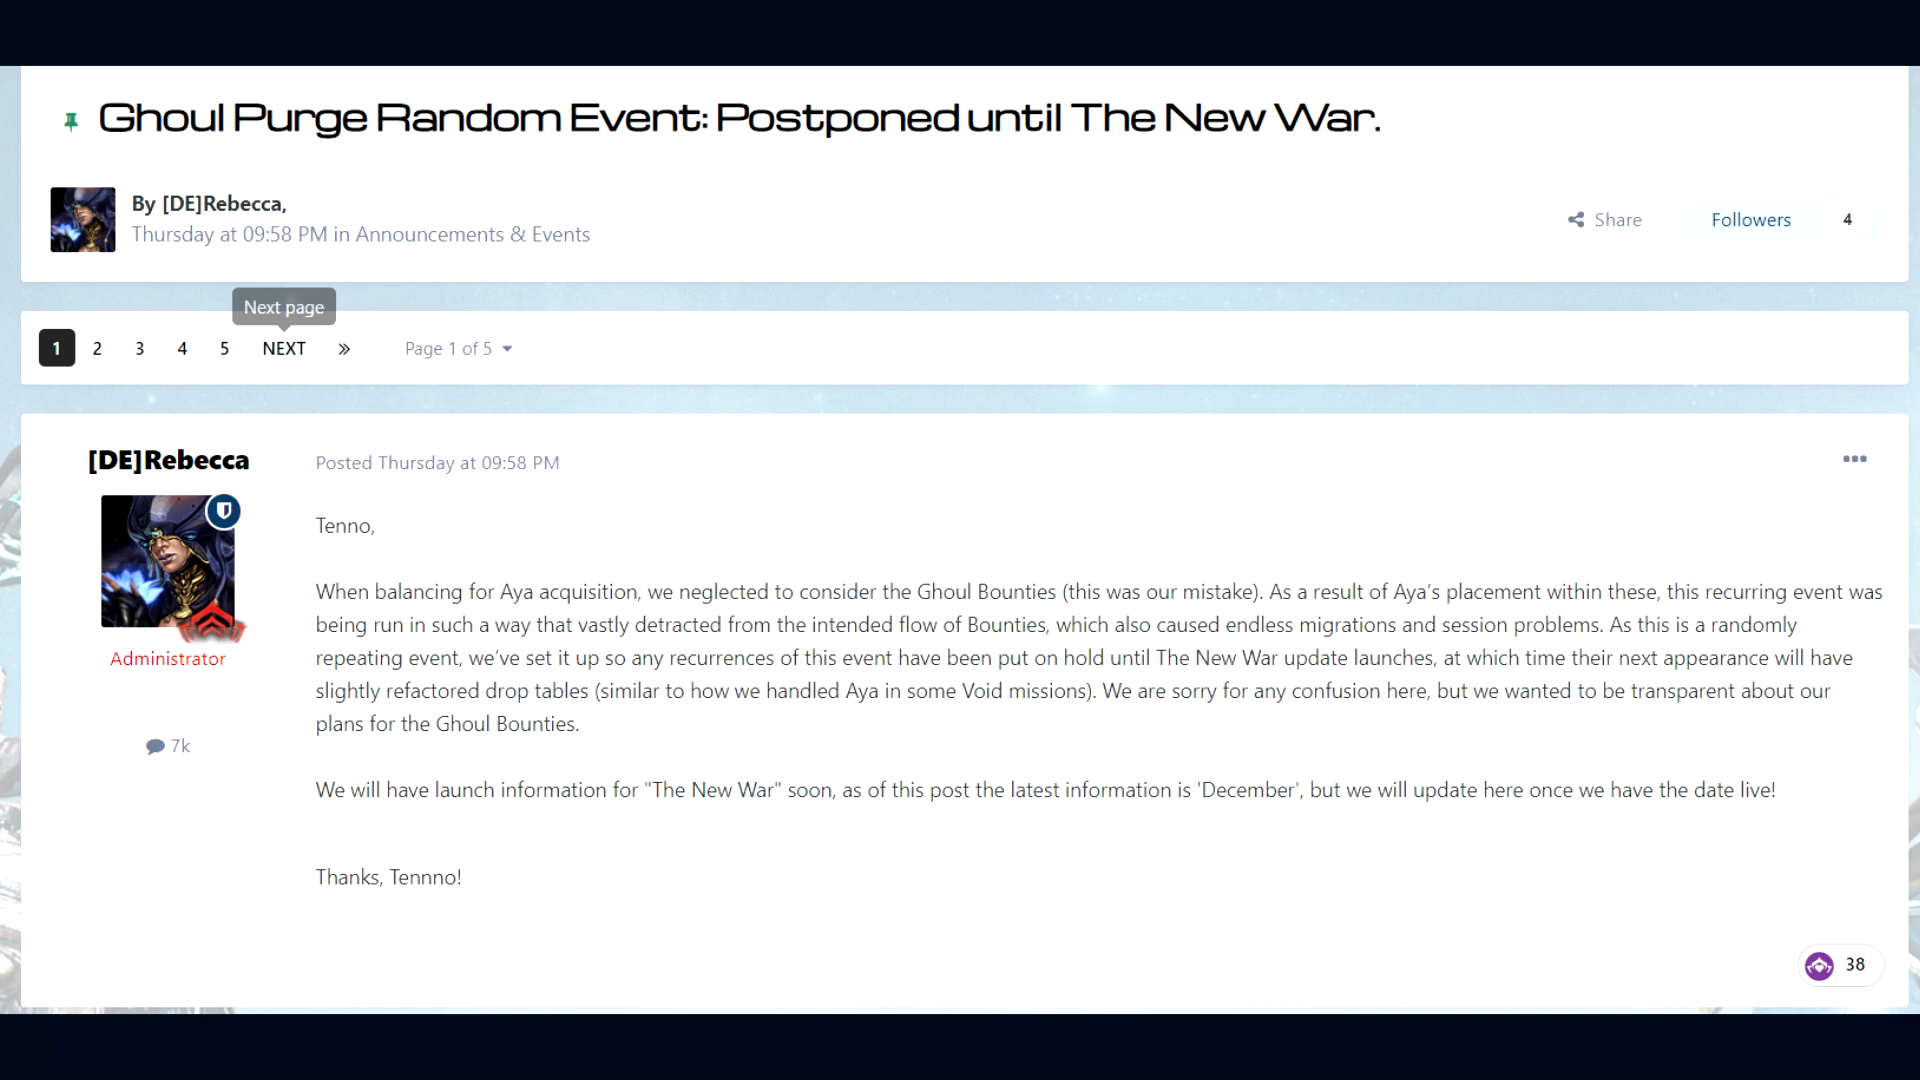 Ghoul Purge Random Event: Postponed until The New War.
By [DE]Rebecca,
Thursday at 09:58 PM in Announcements & Events
Share
Followers
4
Next page
1 2 3 4 5 NEXT » Page 1 of 5
[DE]Rebecca
Administrator
7k
Posted Thursday at 09:58 PM
Tenno,
When balancing for Aya acquisition, we neglected to consider the Ghoul Bounties (this was our mistake). As a result of Aya's placement within these, this recurring event was
being run in such a way that vastly detracted from the intended flow of Bounties, which also caused endless migrations and session problems. As this is a randomly
repeating event, we've set it up so any recurrences of this event have been put on hold until The New War update launches, at which time their next appearance will have
slightly refactored drop tables (similar to how we handled Aya in some Void missions). We are sorry for any confusion here, but we wanted to be transparent about our
plans for the Ghoul Bounties.
We will have launch information for "The New War" soon, as of this post the latest information is 'December', but we will update here once we have the date live!
Thanks, Tennno!
38